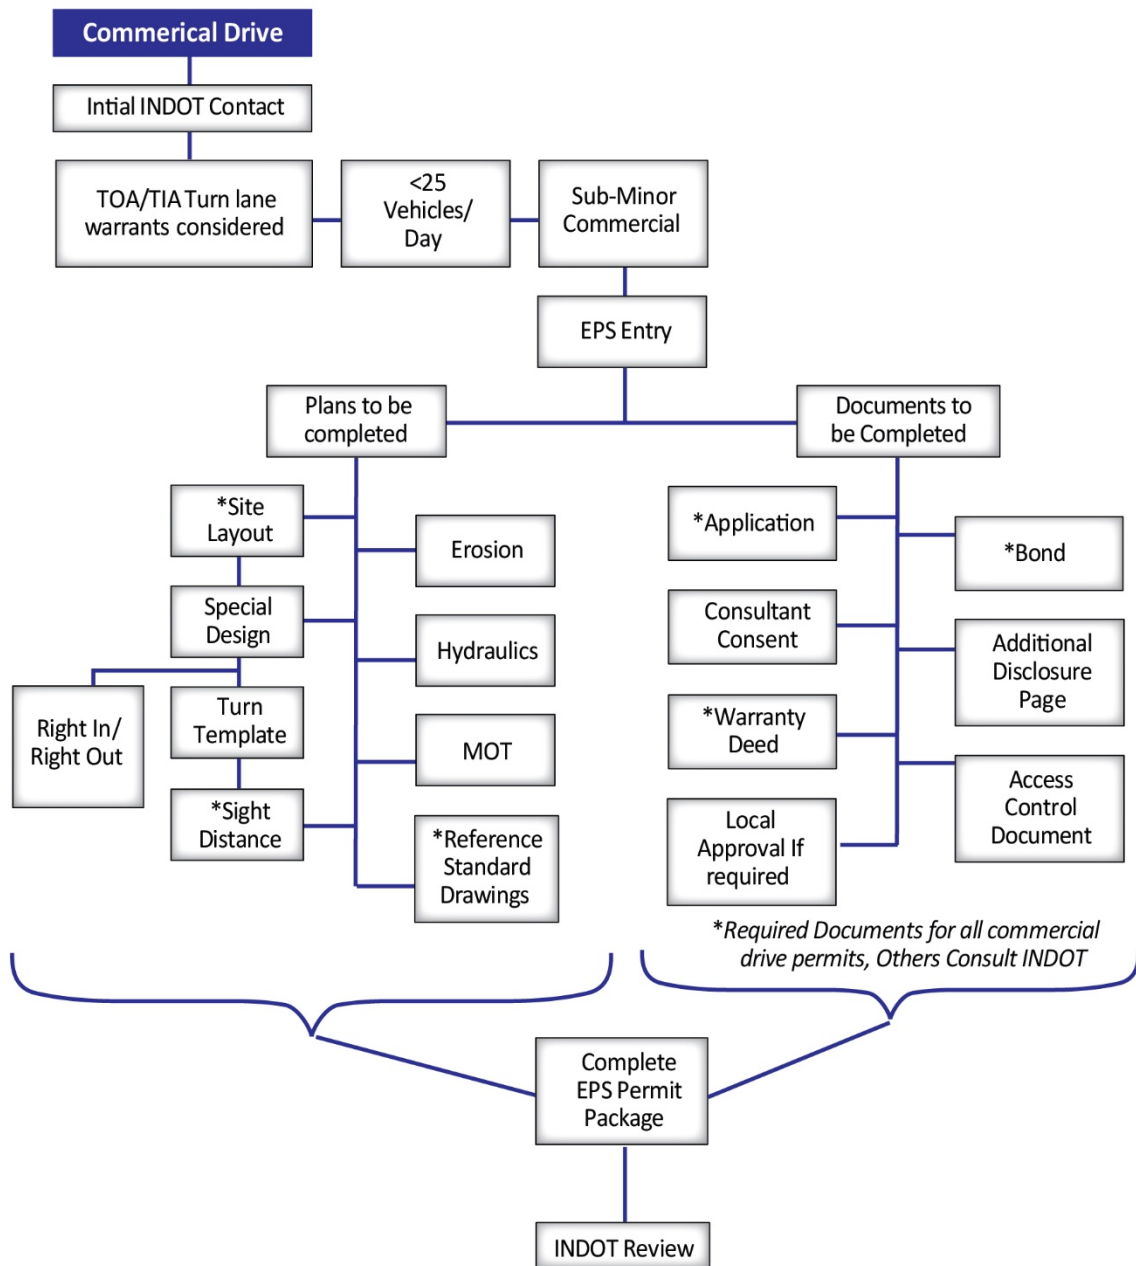 Commerical Drive
Intial INDOT Contact
TOA/TIA Turn lane
warrants considered
<25
Vehicles/
Day
Sub-Minor
Commercial
EPS Entry
Plans to be
completed
Documents to
be Completed
*Site
Layout
Erosion
Special
Design
Hydraulics
Right In/
Right Out
Turn
Template
MOT
*Sight
Distance
*Reference
Standard
Drawings
*Application
*Bond
Consultant
Consent
Additional
Disclosure
Page
*Warranty
Deed
Access
Control
Document
Local
Approval If
required
*Required Documents for all commercial
drive permits, Others Consult INDOT
Complete
EPS Permit
Package
INDOT Review